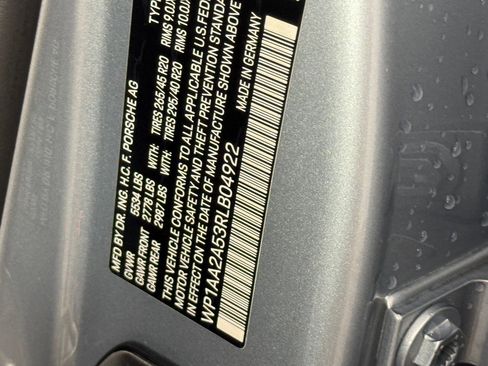 MFD BY DR. ING. H.C. F. PORSCHE AG
GVWR 5534 LBS
GAWR FRONT 2778 LBS WITH: TIRES 265/45 R20 RIMS 9.0J
GAWR REAR 2987 LBS WITH: TIRES 295/40 R20 RIMS 10.0J
THIS VEHICLE CONFORMS TO ALL APPLICABLE U.S. FED
MOTOR VEHICLE SAFETY AND THEFT PREVENTION STANDAR
IN EFFECT ON THE DATE OF MANUFACTURE SHOWN ABOVE
WP1AA2A53RLB04922 MADE IN GERMANY
TYP